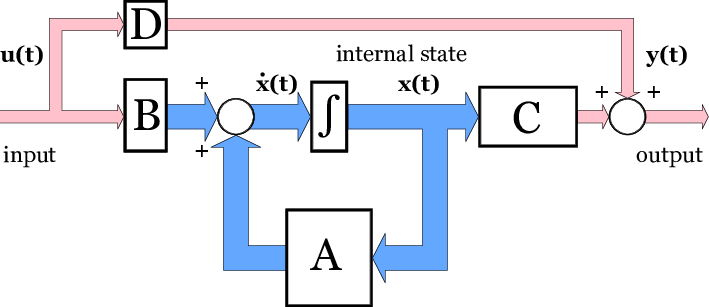 D
u(t)
internal state
y(t)
+
ẋ(t)
x(t)
+
+
B
∫
C
+
input
output
A